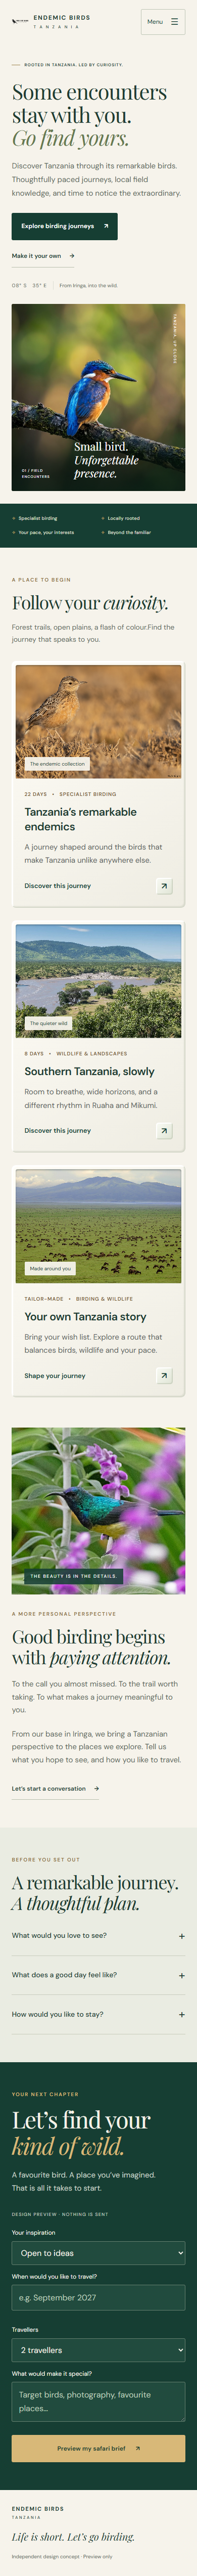 ENDEMIC BIRDS
TANZANIA
Menu
ROOTED IN TANZANIA. LED BY CURIOSITY.
Some encounters
stay with you.
Go find yours.
Discover Tanzania through its remarkable birds.
Thoughtfully paced journeys, local field
knowledge, and time to notice the extraordinary.
Explore birding journeys
Make it your own
08° S 35° E
From Iringa, into the wild.
TANZANIA, UP CLOSE
Small bird.
Unforgettable
presence.
01 / FIELD
ENCOUNTERS
Specialist birding
Locally rooted
Your pace, your interests
Beyond the familiar
A PLACE TO BEGIN
Follow your curiosity.
Forest trails, open plains, a flash of colour.Find the
journey that speaks to you.
The endemic collection
22 DAYS • SPECIALIST BIRDING
Tanzania's remarkable
endemics
A journey shaped around the birds that
make Tanzania unlike anywhere else.
Discover this journey
The quieter wild
8 DAYS • WILDLIFE & LANDSCAPES
Southern Tanzania, slowly
Room to breathe, wide horizons, and a
different rhythm in Ruaha and Mikumi.
Discover this journey
Made around you
TAILOR-MADE • BIRDING & WILDLIFE
Your own Tanzania story
Bring your wish list. Explore a route that
balances birds, wildlife and your pace.
Shape your journey
THE BEAUTY IS IN THE DETAILS.
A MORE PERSONAL PERSPECTIVE
Good birding begins
with paying attention.
To the call you almost missed. To the trail worth
taking. To what makes a journey meaningful to
you.
From our base in Iringa, we bring a Tanzanian
perspective to the places we explore. Tell us
what you hope to see, and how you like to travel.
Let's start a conversation
BEFORE YOU SET OUT
A remarkable journey.
A thoughtful plan.
What would you love to see?
What does a good day feel like?
How would you like to stay?
YOUR NEXT CHAPTER
Let's find your
kind of wild.
A favourite bird. A place you've imagined.
That is all it takes to start.
DESIGN PREVIEW · NOTHING IS SENT
Your inspiration
Open to ideas
When would you like to travel?
e.g. September 2027
Travellers
2 travellers
What would make it special?
Target birds, photography, favourite
places...
Preview my safari brief
ENDEMIC BIRDS
TANZANIA
Life is short. Let's go birding.
Independent design concept · Preview only